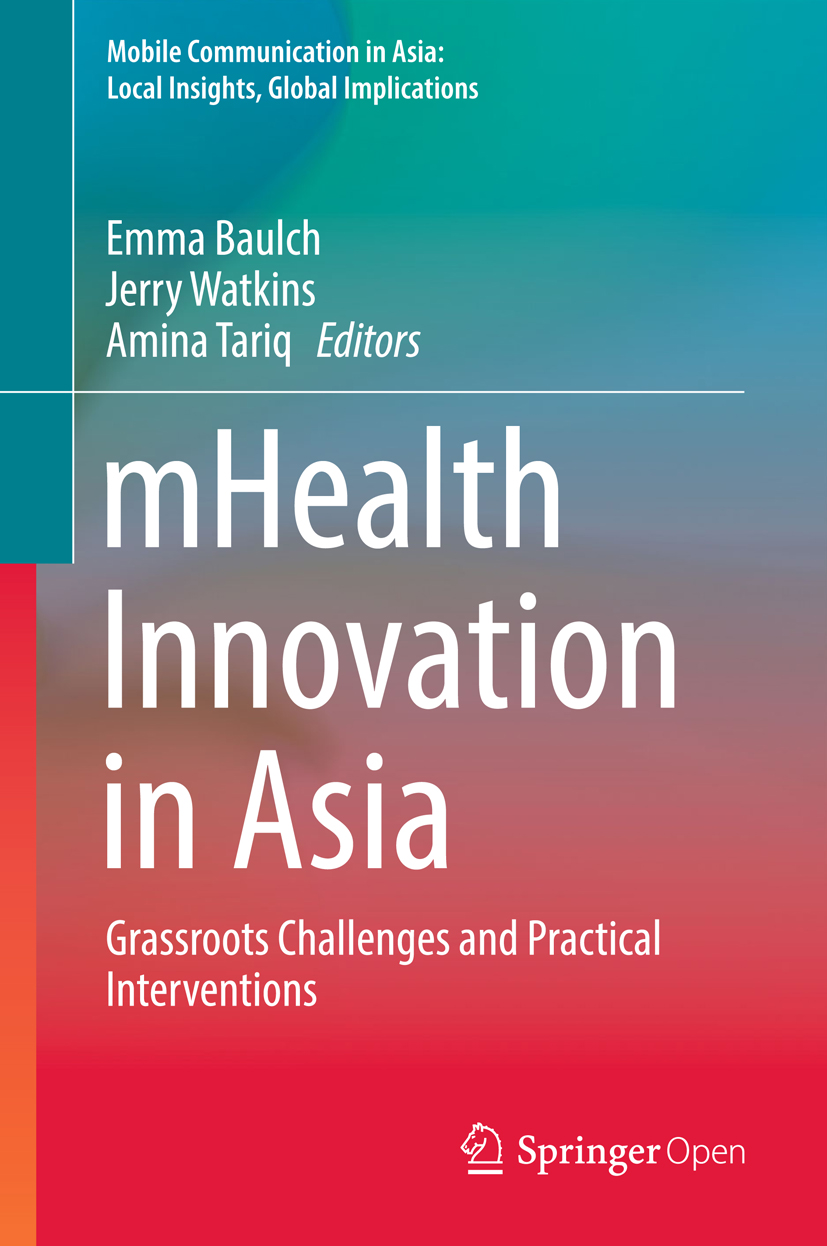 Mobile Communication in Asia:
Local Insights, Global Implications
Emma Baulch
Jerry Watkins
Amina Tariq Editors
mHealth
Innovation
in Asia
Grassroots Challenges and Practical
Interventions
Springer Open